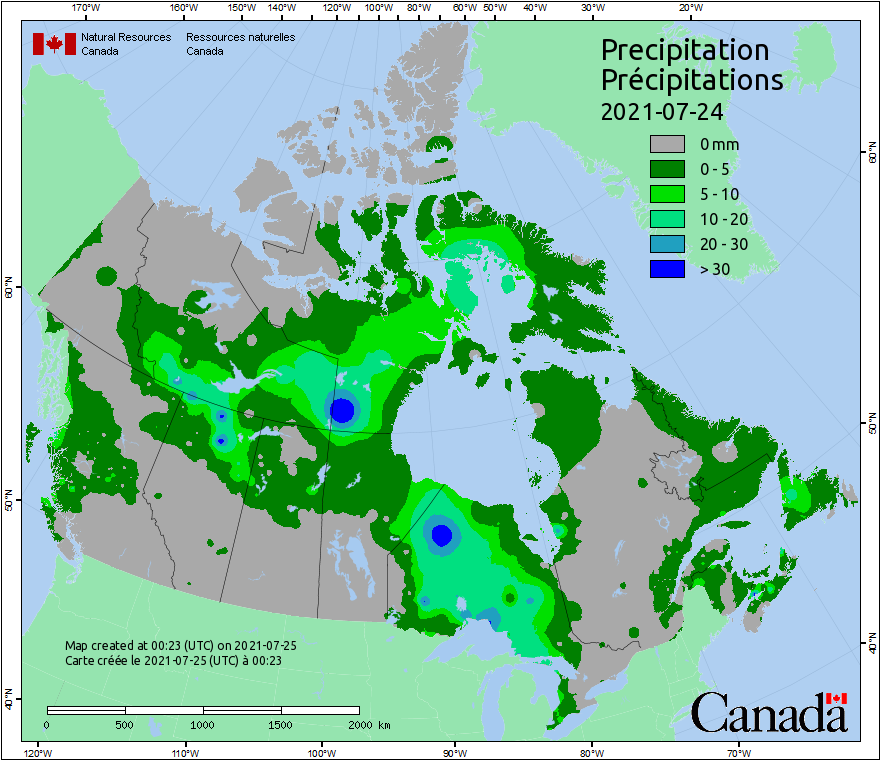 170°W 160°W 150°W 140°W 120°W 100°W 80°W 60°W 50°W 40°W 30°W 20°W
Natural Resources Ressources naturelles
Canada Canada
Precipitation
Précipitations
2021-07-24
0 mm
0 - 5
5 - 10
10 - 20
20 - 30
> 30
60°N
60°N
50°N
50°N
40°N
40°N
Map created at 00:23 (UTC) on 2021-07-25
Carte créée le 2021-07-25 (UTC) à 00:23
0 500 1000 1500 2000 km
Canada
120°W 110°W 100°W 90°W 80°W 70°W